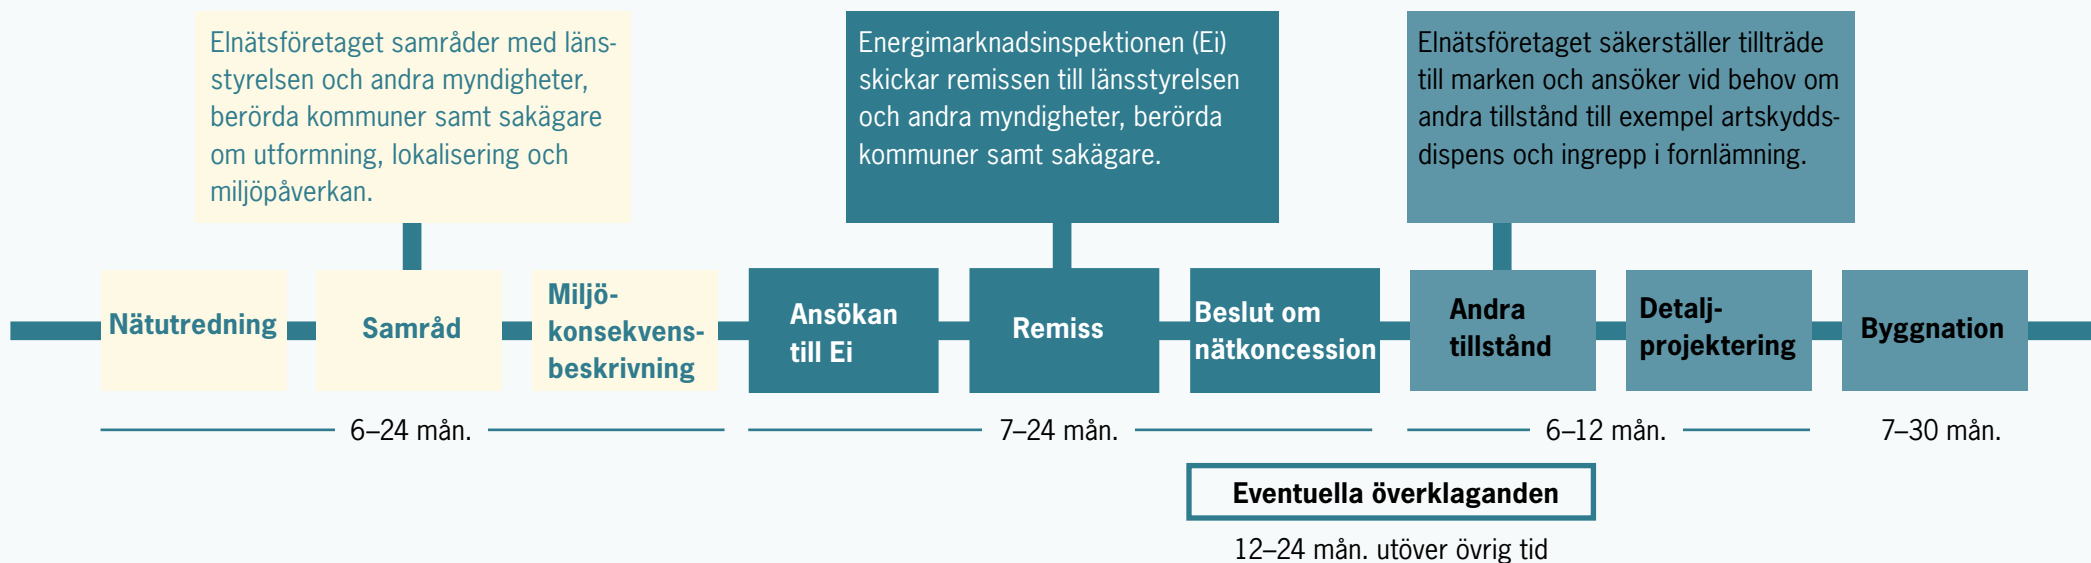 Elnätsföretaget samråder med läns-
styrelsen och andra myndigheter,
berörda kommuner samt sakägare
om utformning, lokalisering och
miljöpåverkan.
Energimarknadsinspektionen (Ei)
skickar remissen till länsstyrelsen
och andra myndigheter, berörda
kommuner samt sakägare.
Elnätsföretaget säkerställer tillträde
till marken och ansöker vid behov om
andra tillstånd till exempel artskydds-
dispens och ingrepp i fornlämning.
Nätutredning
Samråd
Miljö-
konsekvens-
beskrivning
Ansökan
till Ei
Remiss
Beslut om
nätkoncession
Andra
tillstånd
Detalj-
projektering
Byggnation
6–24 mån.
7–24 mån.
6–12 mån.
7–30 mån.
Eventuella överklaganden
12–24 mån. utöver övrig tid